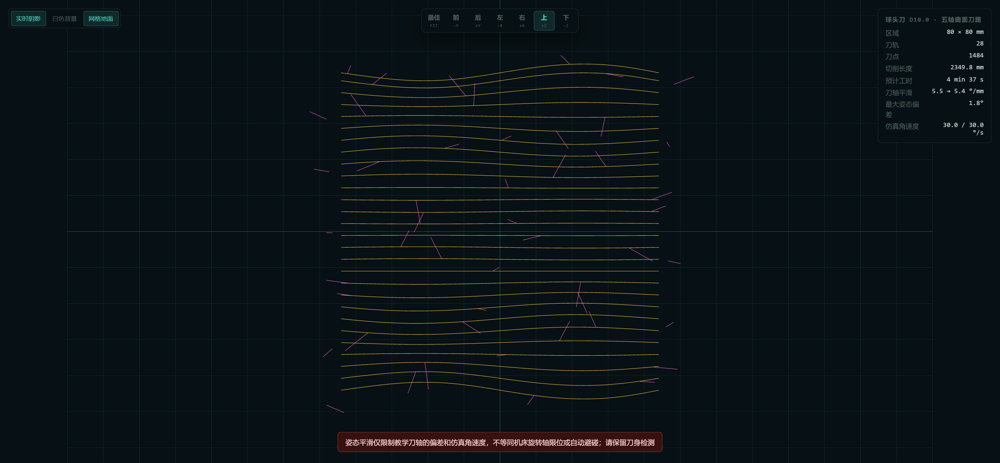 实时阴影 白色背景 网格地面
最佳 前 后 左 右 上 下
FIT -Y +Y -X +X +Z -Z
球头刀 D10.0 · 五轴曲面刀路
区域 80 × 80 mm
刀轨 28
刀点 1484
切削长度 2349.8 mm
预计工时 4 min 37 s
刀轴平滑 5.5 → 5.4 °/mm
最大姿态偏 1.8°
差
仿真角速度 30.0 / 30.0
°/s
姿态平滑仅限制教学刀轴的偏差和仿真角速度，不等同机床旋转轴限位或自动避碰；请保留刀身检测